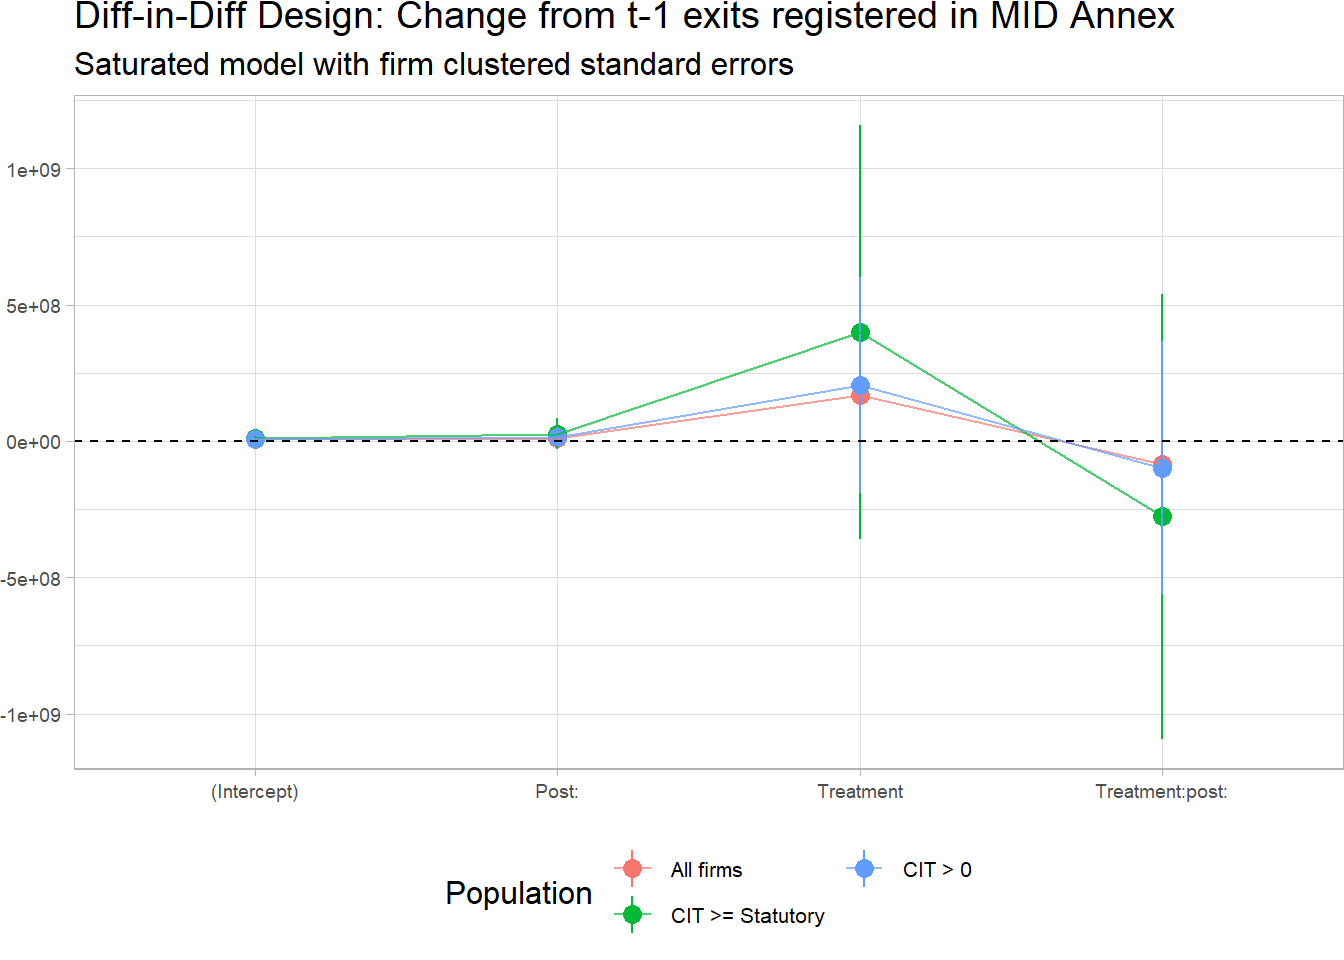 Diff-in-Diff Design: Change from t-1 exits registered in MID Annex
Saturated model with firm clustered standard errors
1e+09
5e+08
0e+00
-5e+08
-1e+09
(Intercept)
Post:
Treatment
Treatment:post:
Population
All firms
CIT > 0
CIT >= Statutory